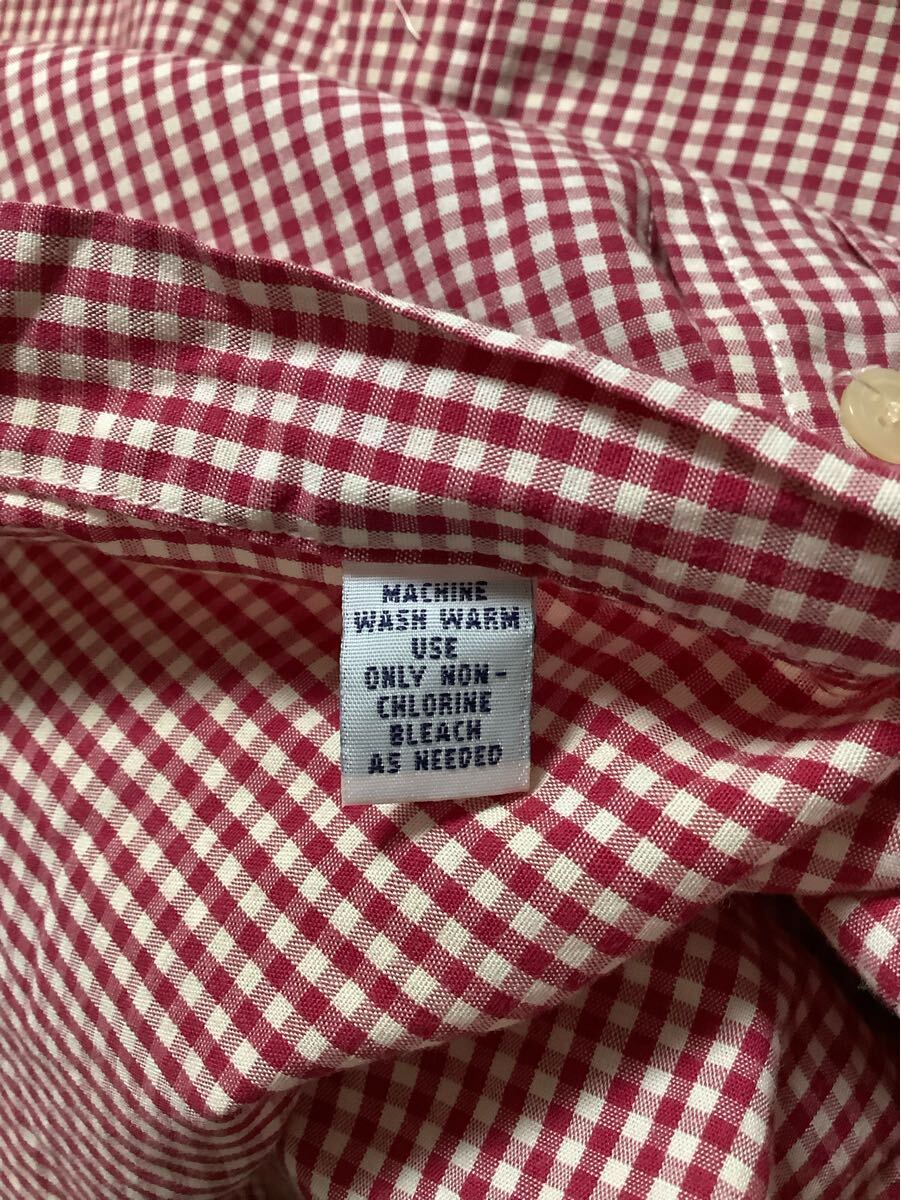 MACHINE
WASH WARM
USE
ONLY NON-
CHLORINE
BLEACH
AS NEEDED